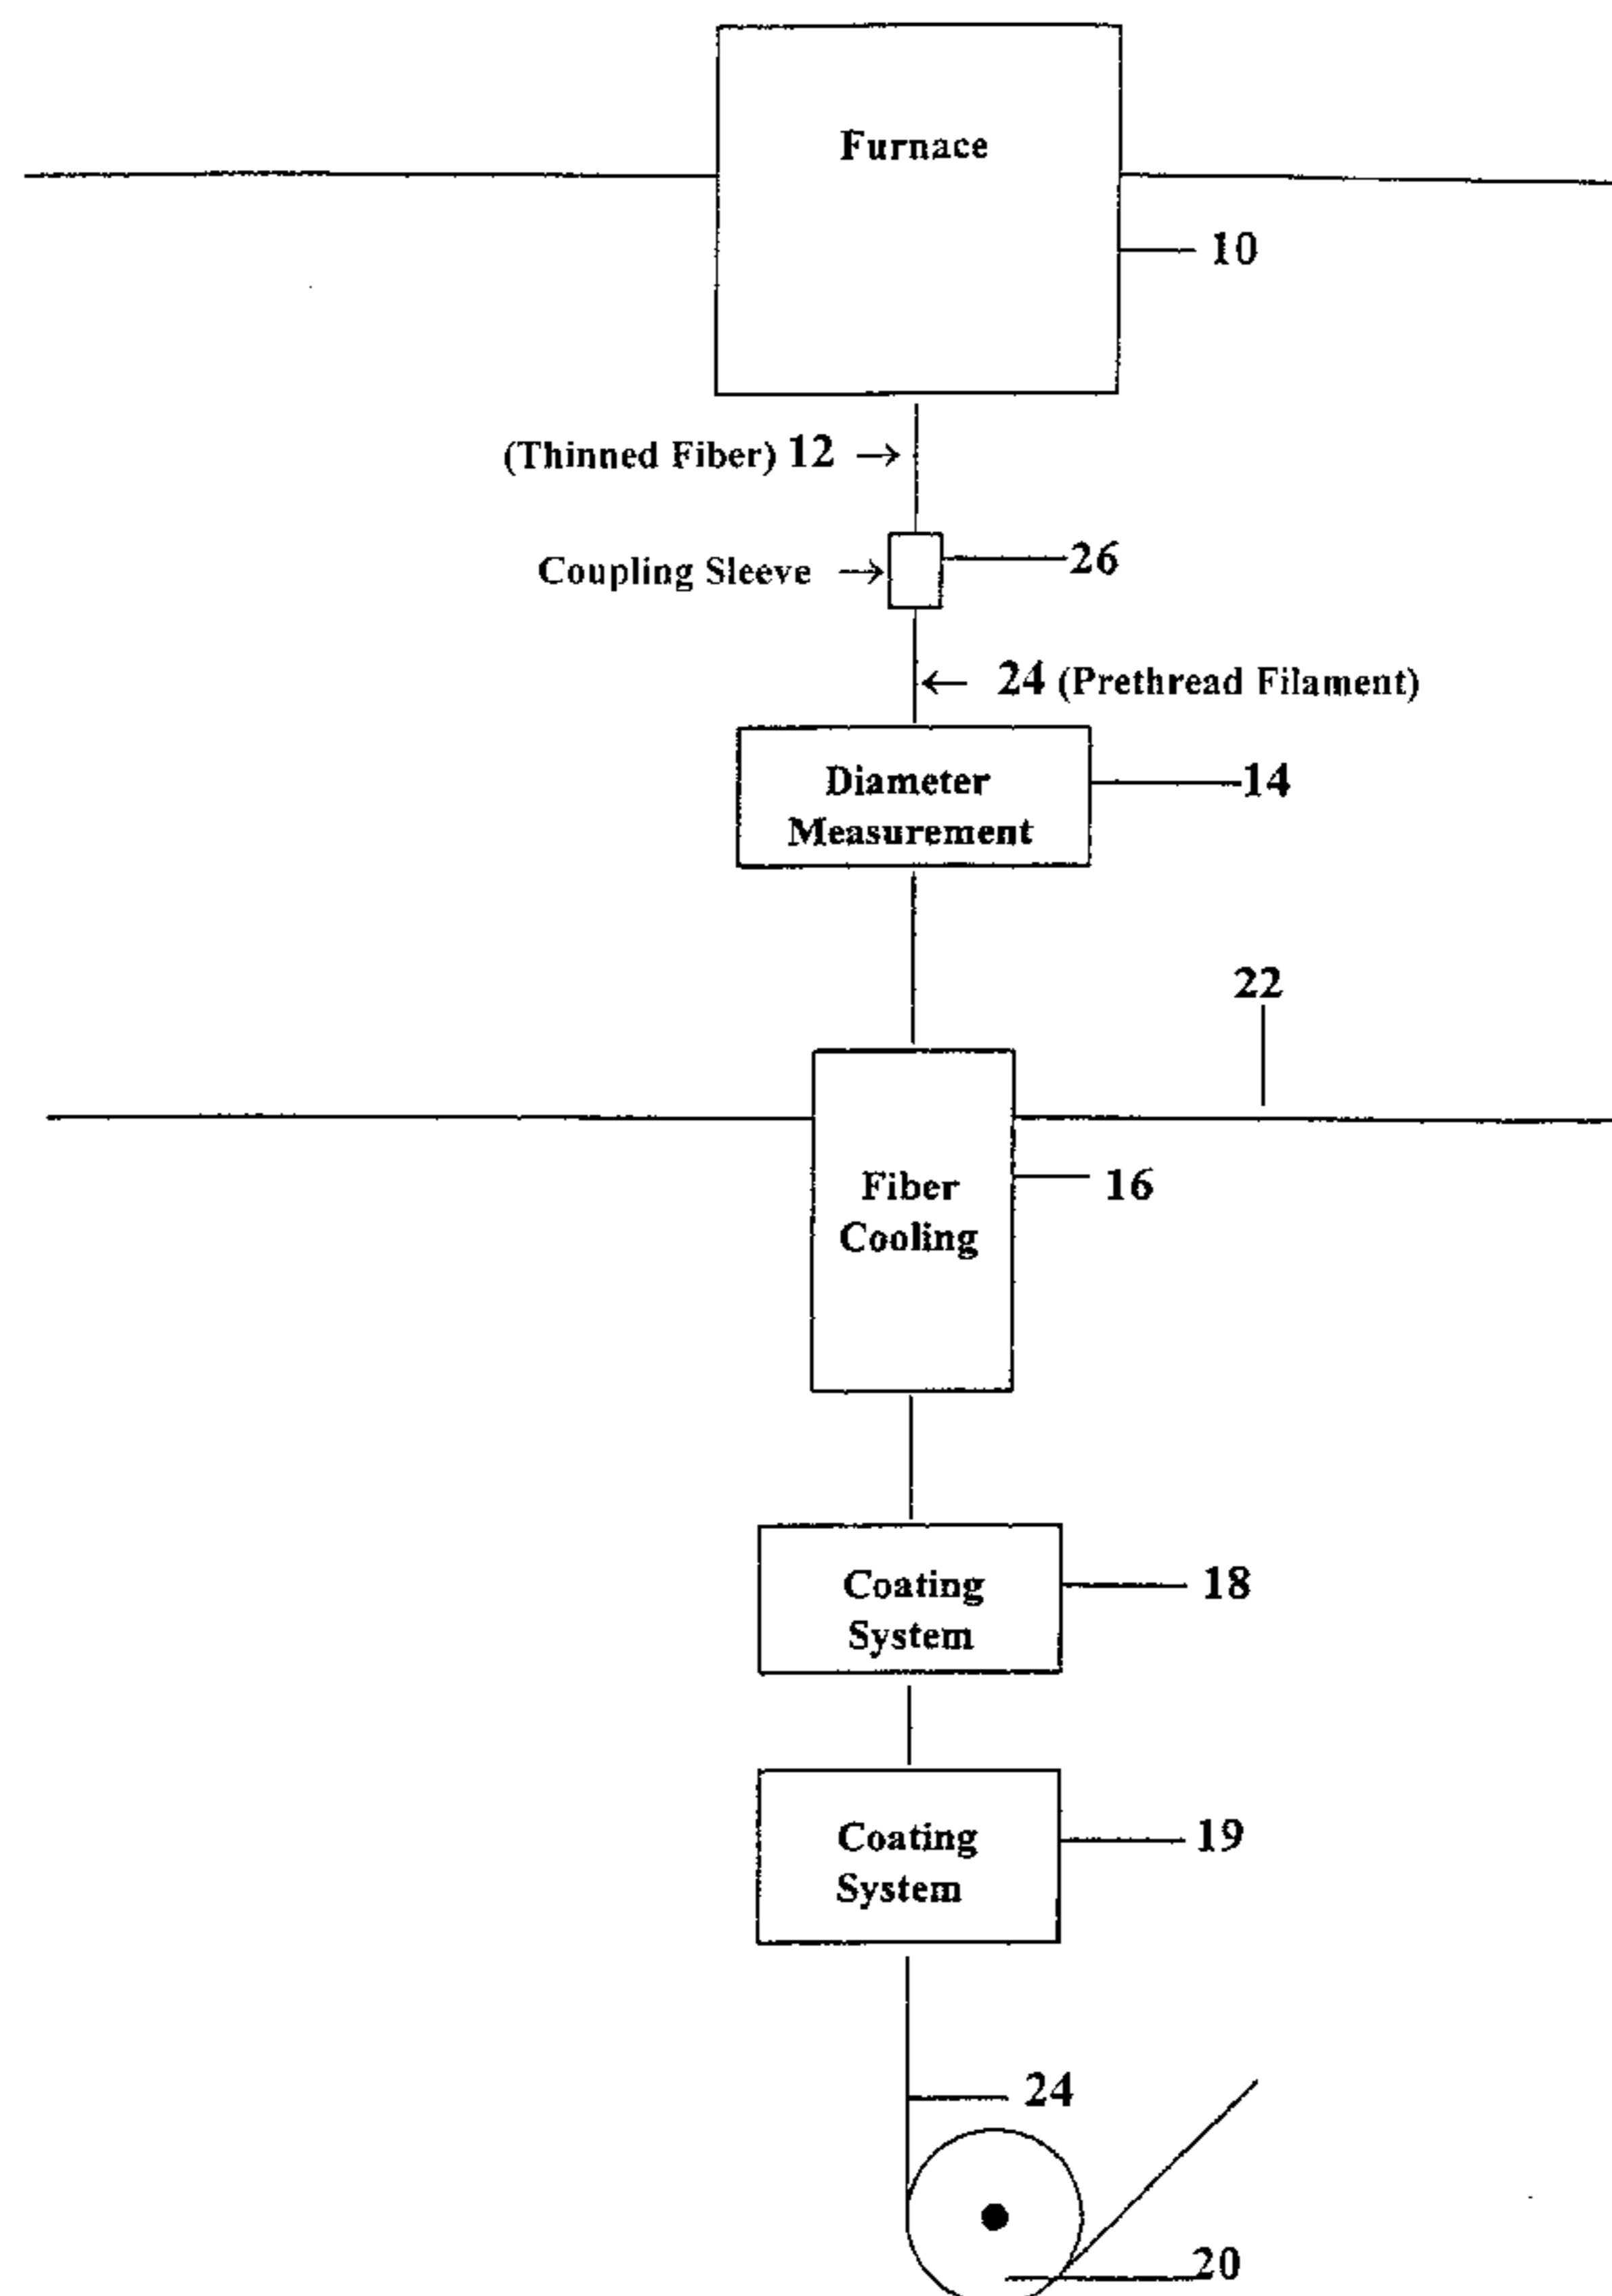 Furnace
10
(Thinned Fiber) 12 →
26
Coupling Sleeve →
← 24 (Prethread Filament)
Diameter
Measurement
14
22
Fiber
Cooling
16
Coating
System
18
Coating
System
19
24
20